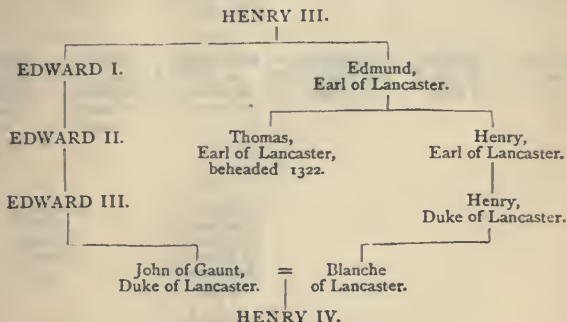 HENRY III.
EDWARD I.
Edmund,
Earl of Lancaster.
EDWARD II.
Thomas,
Earl of Lancaster,
beheaded 1322.
Henry,
Earl of Lancaster.
EDWARD III.
Henry,
Duke of Lancaster.
John of Gaunt,
Duke of Lancaster.
=
Blanche
of Lancaster.
HENRY IV.